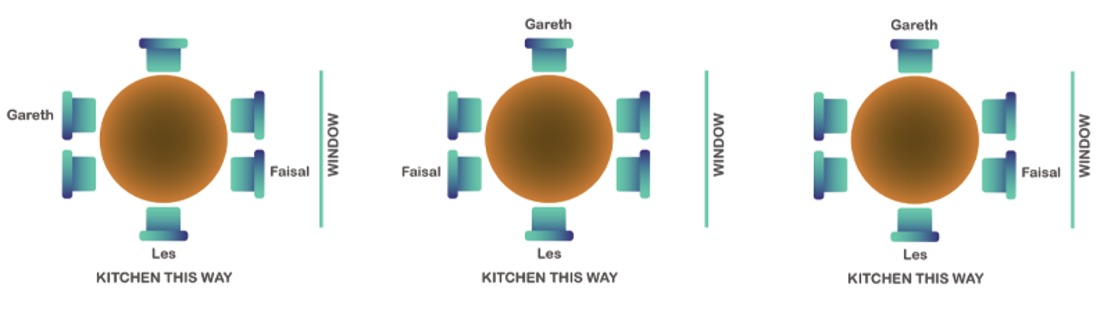 Gareth
WINDOW
Faisal
Les
KITCHEN THIS WAY
Gareth
WINDOW
Faisal
Les
KITCHEN THIS WAY
Gareth
WINDOW
Faisal
Les
KITCHEN THIS WAY